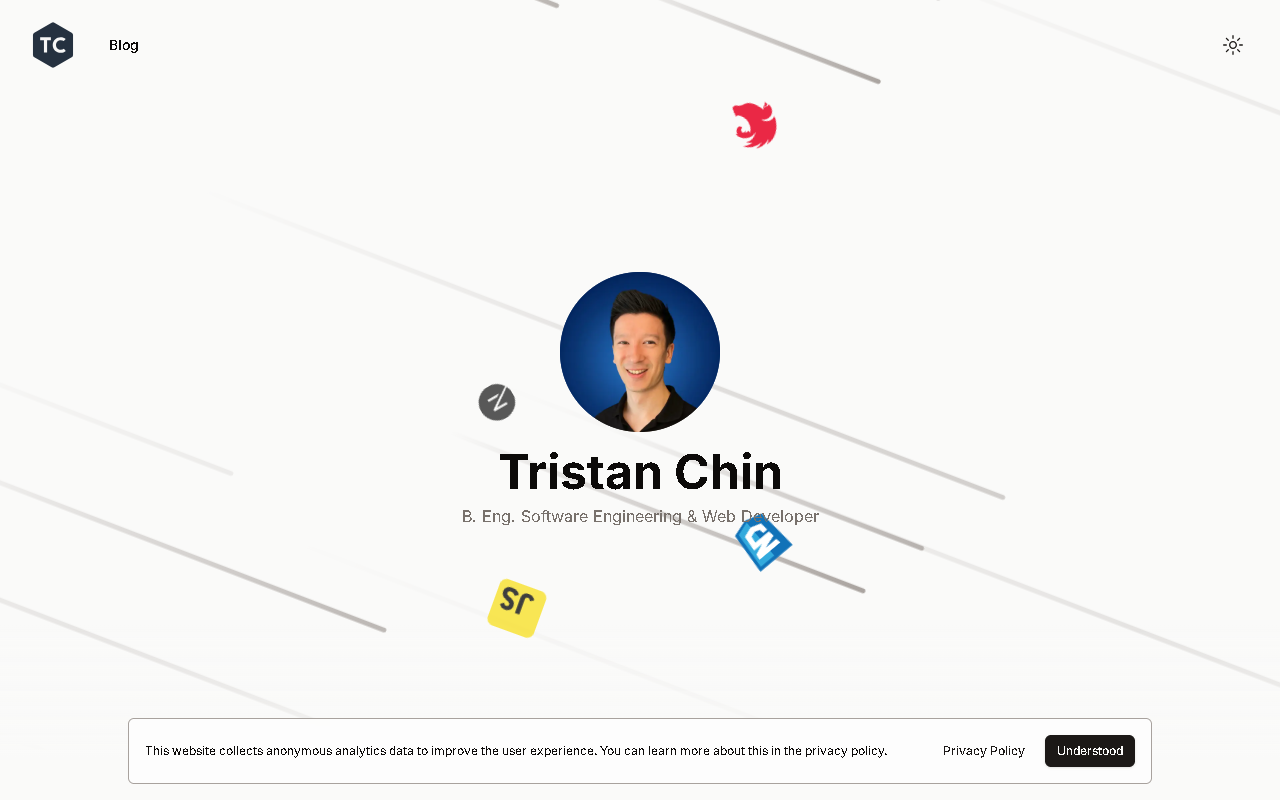 TC
Blog
Tristan Chin
B. Eng. Software Engineering & Web Developer
JS
This website collects anonymous analytics data to improve the user experience. You can learn more about this in the privacy policy.
Privacy Policy
Understood